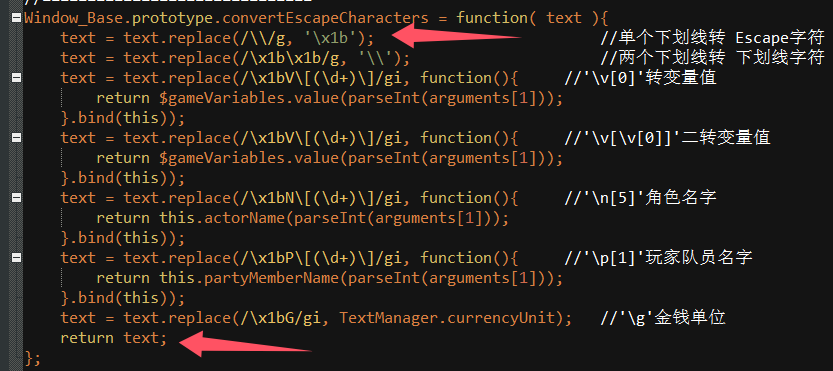 //==============================
Window_Base.prototype.convertEscapeCharacters = function( text ){
    text = text.replace(/\\/g, '\x1b');                         //单个下划线转 Escape字符
    text = text.replace(/\x1b\x1b/g, '\\');                     //两个下划线转 下划线字符
    text = text.replace(/\x1bV\[(\d+)\]/gi, function(){     //'\v[0]'转变量值
        return $gameVariables.value(parseInt(arguments[1]));
    }.bind(this));
    text = text.replace(/\x1bV\[(\d+)\]/gi, function(){     //'\v[\v[0]]'二转变量值
        return $gameVariables.value(parseInt(arguments[1]));
    }.bind(this));
    text = text.replace(/\x1bN\[(\d+)\]/gi, function(){     //'\n[5]'角色名字
        return this.actorName(parseInt(arguments[1]));
    }.bind(this));
    text = text.replace(/\x1bP\[(\d+)\]/gi, function(){     //'\p[1]'玩家队员名字
        return this.partyMemberName(parseInt(arguments[1]));
    }.bind(this));
    text = text.replace(/\x1bG/gi, TextManager.currencyUnit);   //'\g'金钱单位
    return text;
};